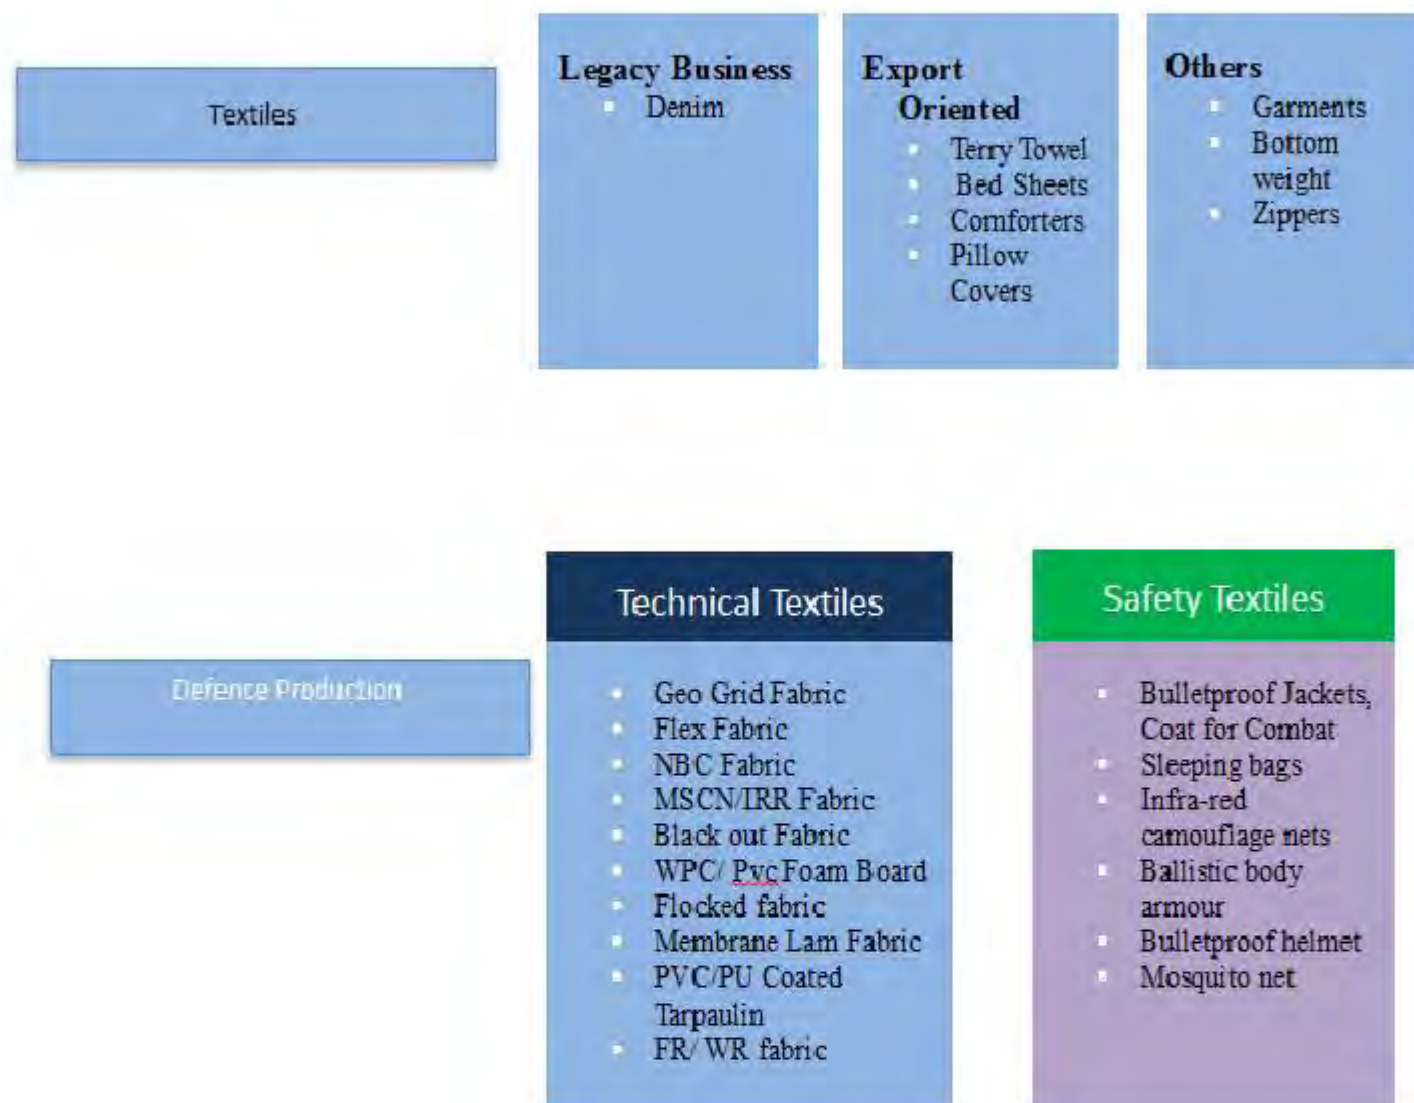 Textiles
Legacy Business
Denim
Export
Oriented
Terry Towel
Bed Sheets
Comforters
Pillow
Covers
Others
Garments
Bottom
weight
Zippers
Defence Production
Technical Textiles
Geo Grid Fabric
Flex Fabric
NBC Fabric
MSCN/IRR Fabric
Black out Fabric
WPC/ Pvc Foam Board
Flocked fabric
Membrane Lam Fabric
PVC/PU Coated
Tarpaulin
FR/ WR fabric
Safety Textiles
Bulletproof Jackets,
Coat for Combat
Sleeping bags
Infra-red
camouflage nets
Ballistic body
armour
Bulletproof helmet
Mosquito net